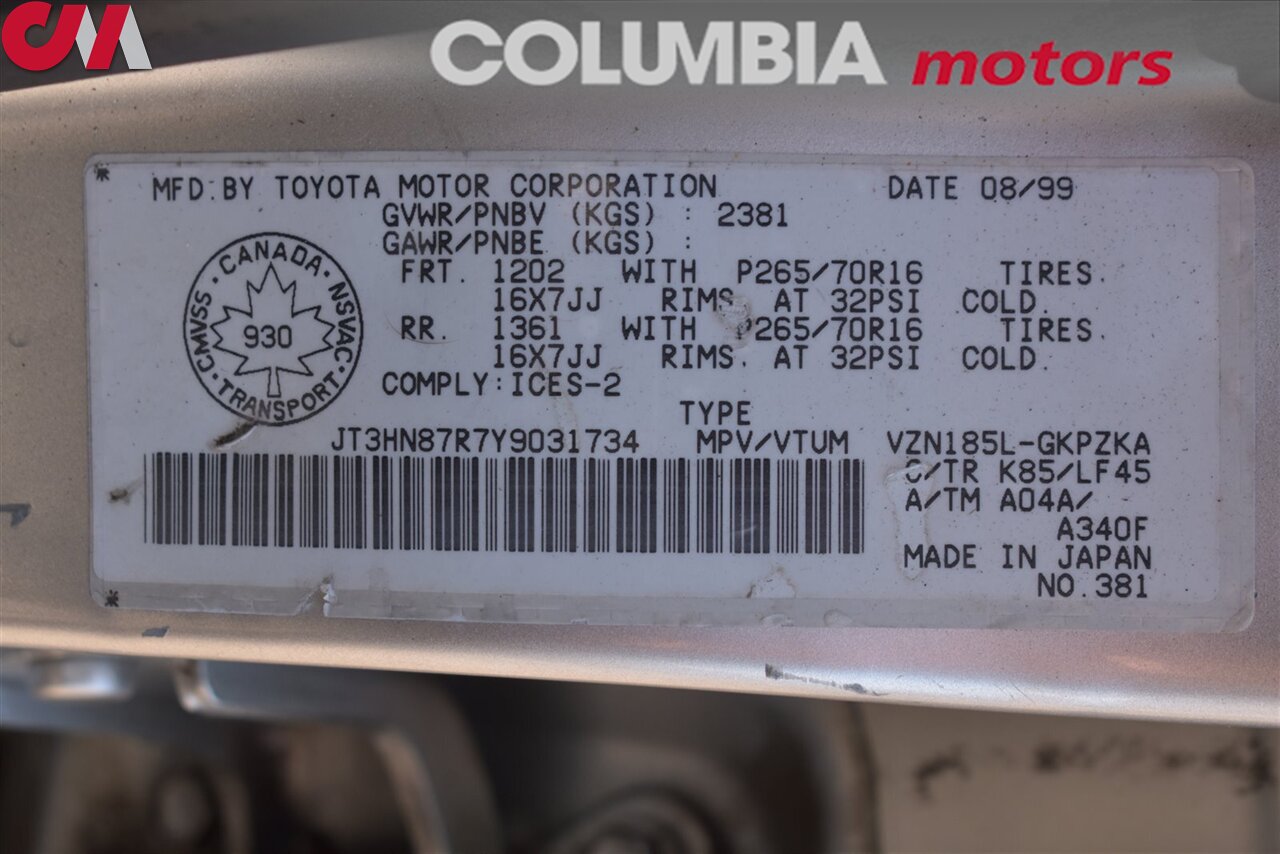 CM
COLUMBIA motors
MFD. BY TOYOTA MOTOR CORPORATION DATE 08/99
GVWR/PNBV (KGS) : 2381
GAWR/PNBE (KGS) :
FRT. 1202 WITH P265/70R16 TIRES.
16X7JJ RIMS. AT 32PSI COLD.
RR. 1361 WITH P265/70R16 TIRES.
16X7JJ RIMS. AT 32PSI COLD.
COMPLY:ICES-2
CANADA · NSVAC · TRANSPORT · CMVSS ·
930
TYPE
JT3HN87R7Y9031734 MPV/VTUM VZN185L-GKPZKA
C/TR K85/LF45
A/TM A04A/
A340F
MADE IN JAPAN
NO.381